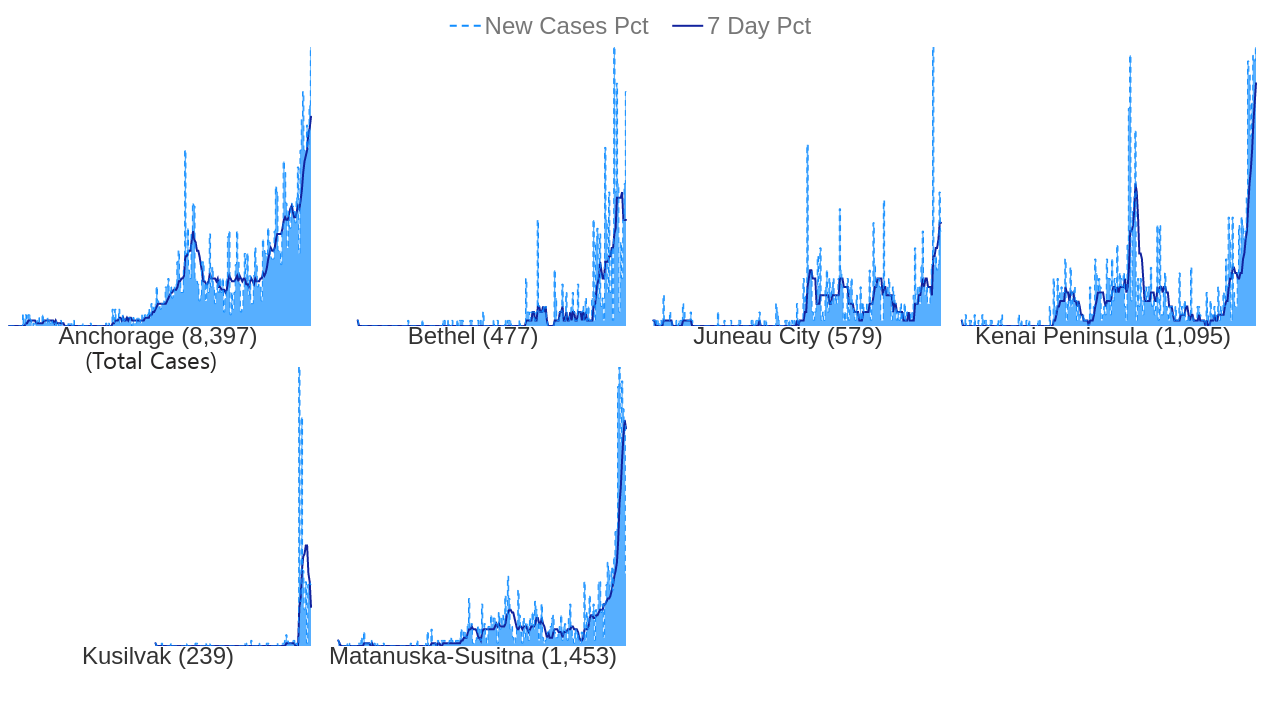 New Cases Pct 7 Day Pct
Anchorage (8,397)
(Total Cases)
Bethel (477)
Juneau City (579)
Kenai Peninsula (1,095)
Kusilvak (239)
Matanuska-Susitna (1,453)